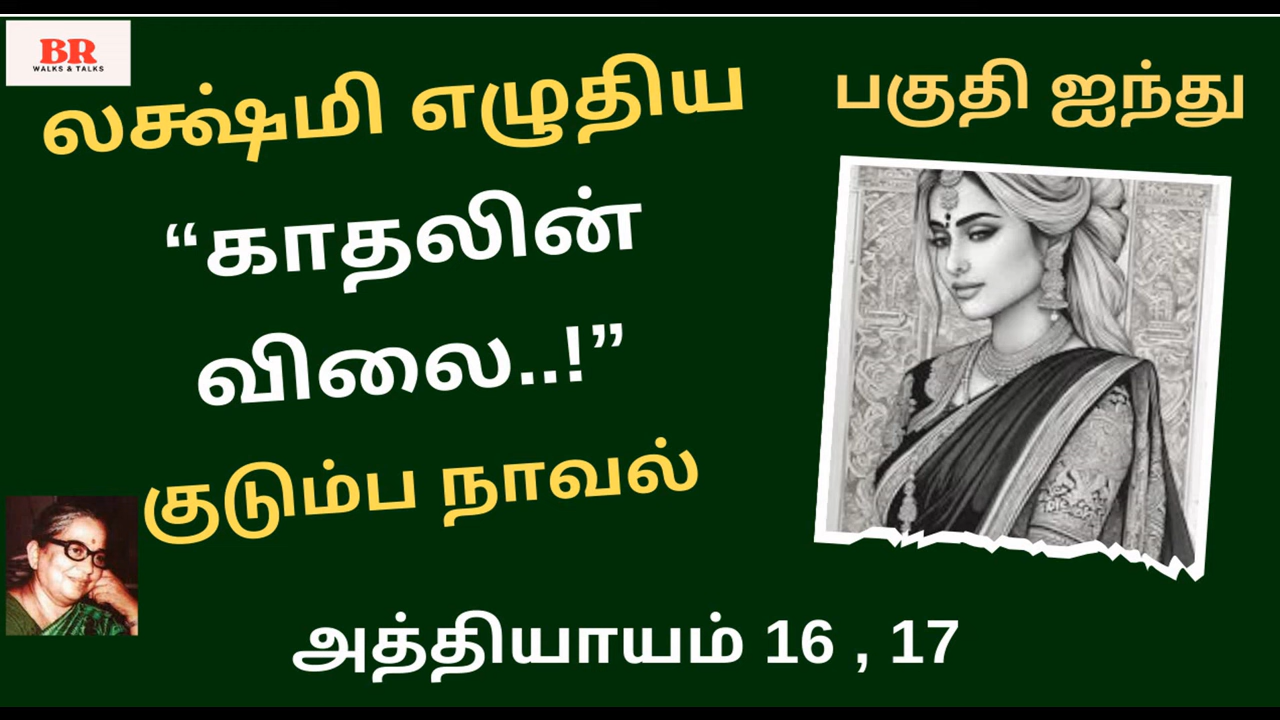 BR
WALKS & TALKS
லக்ஷ்மி எழுதிய
பகுதி ஐந்து
“காதலின்
விலை..!”
குடும்ப நாவல்
அத்தியாயம் 16 , 17